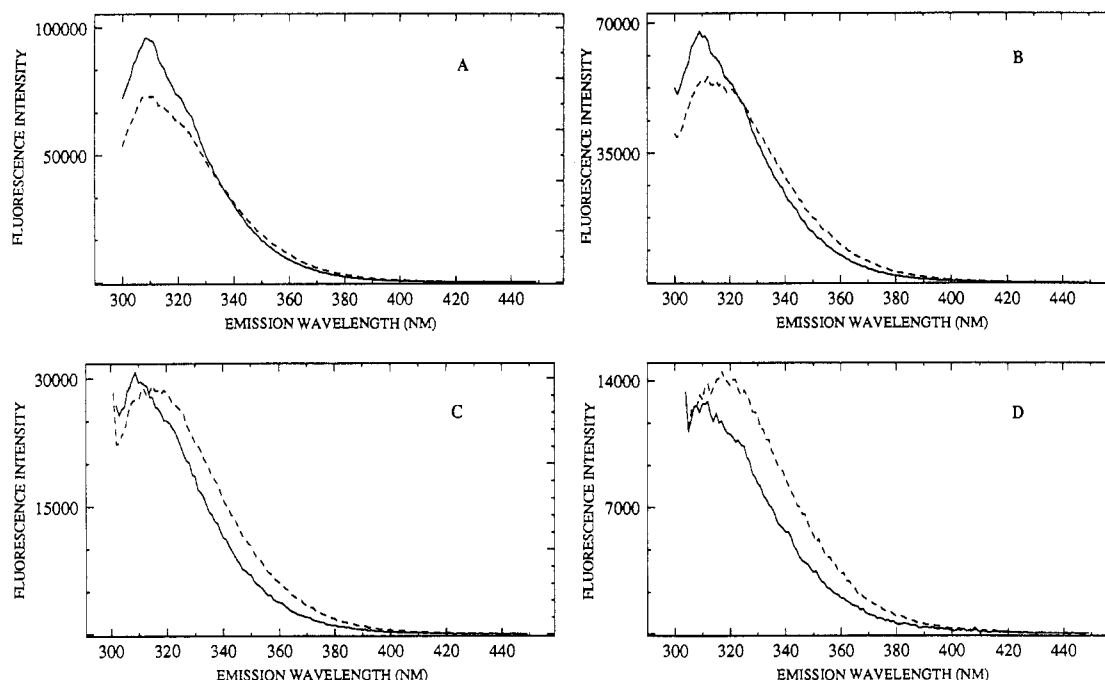 100000
50000
FLUORESCENCE INTENSITY
A
300 320 340 360 380 400 420 440
EMISSION WAVELENGTH (NM)
70000
35000
FLUORESCENCE INTENSITY
B
300 320 340 360 380 400 420 440
EMISSION WAVELENGTH (NM)
30000
15000
FLUORESCENCE INTENSITY
C
300 320 340 360 380 400 420 440
EMISSION WAVELENGTH (NM)
14000
7000
FLUORESCENCE INTENSITY
D
300 320 340 360 380 400 420 440
EMISSION WAVELENGTH (NM)